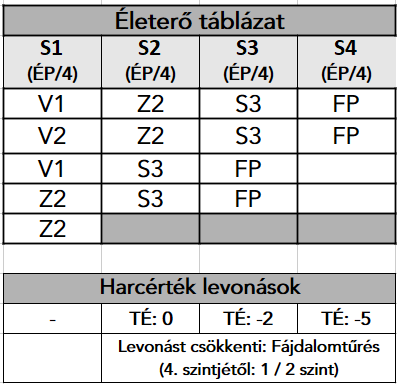 Életerő táblázat
S1 S2 S3 S4
(ÉP/4) (ÉP/4) (ÉP/4) (ÉP/4)
V1 Z2 S3 FP
V2 Z2 S3 FP
V1 S3 FP
Z2 S3 FP
Z2
Harcérték levonások
- TÉ: 0 TÉ: -2 TÉ: -5
Levonást csökkenti: Fájdalomtűrés
(4. szintjétől: 1 / 2 szint)